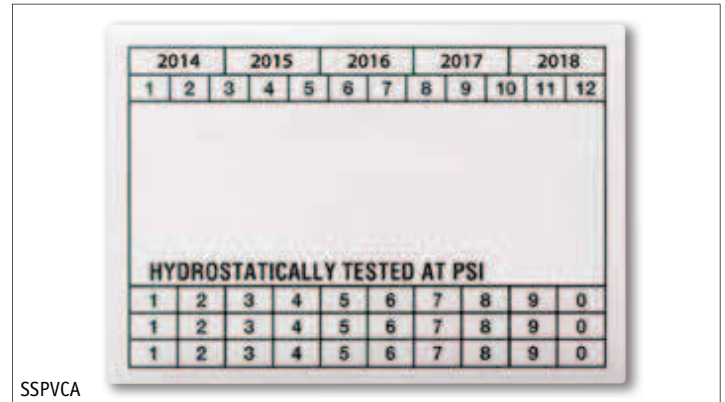 2014 2015 2016 2017 2018
1 2 3 4 5 6 7 8 9 10 11 12
HYDROSTATICALLY TESTED AT PSI
1 2 3 4 5 6 7 8 9 0
1 2 3 4 5 6 7 8 9 0
1 2 3 4 5 6 7 8 9 0
SSPVCA